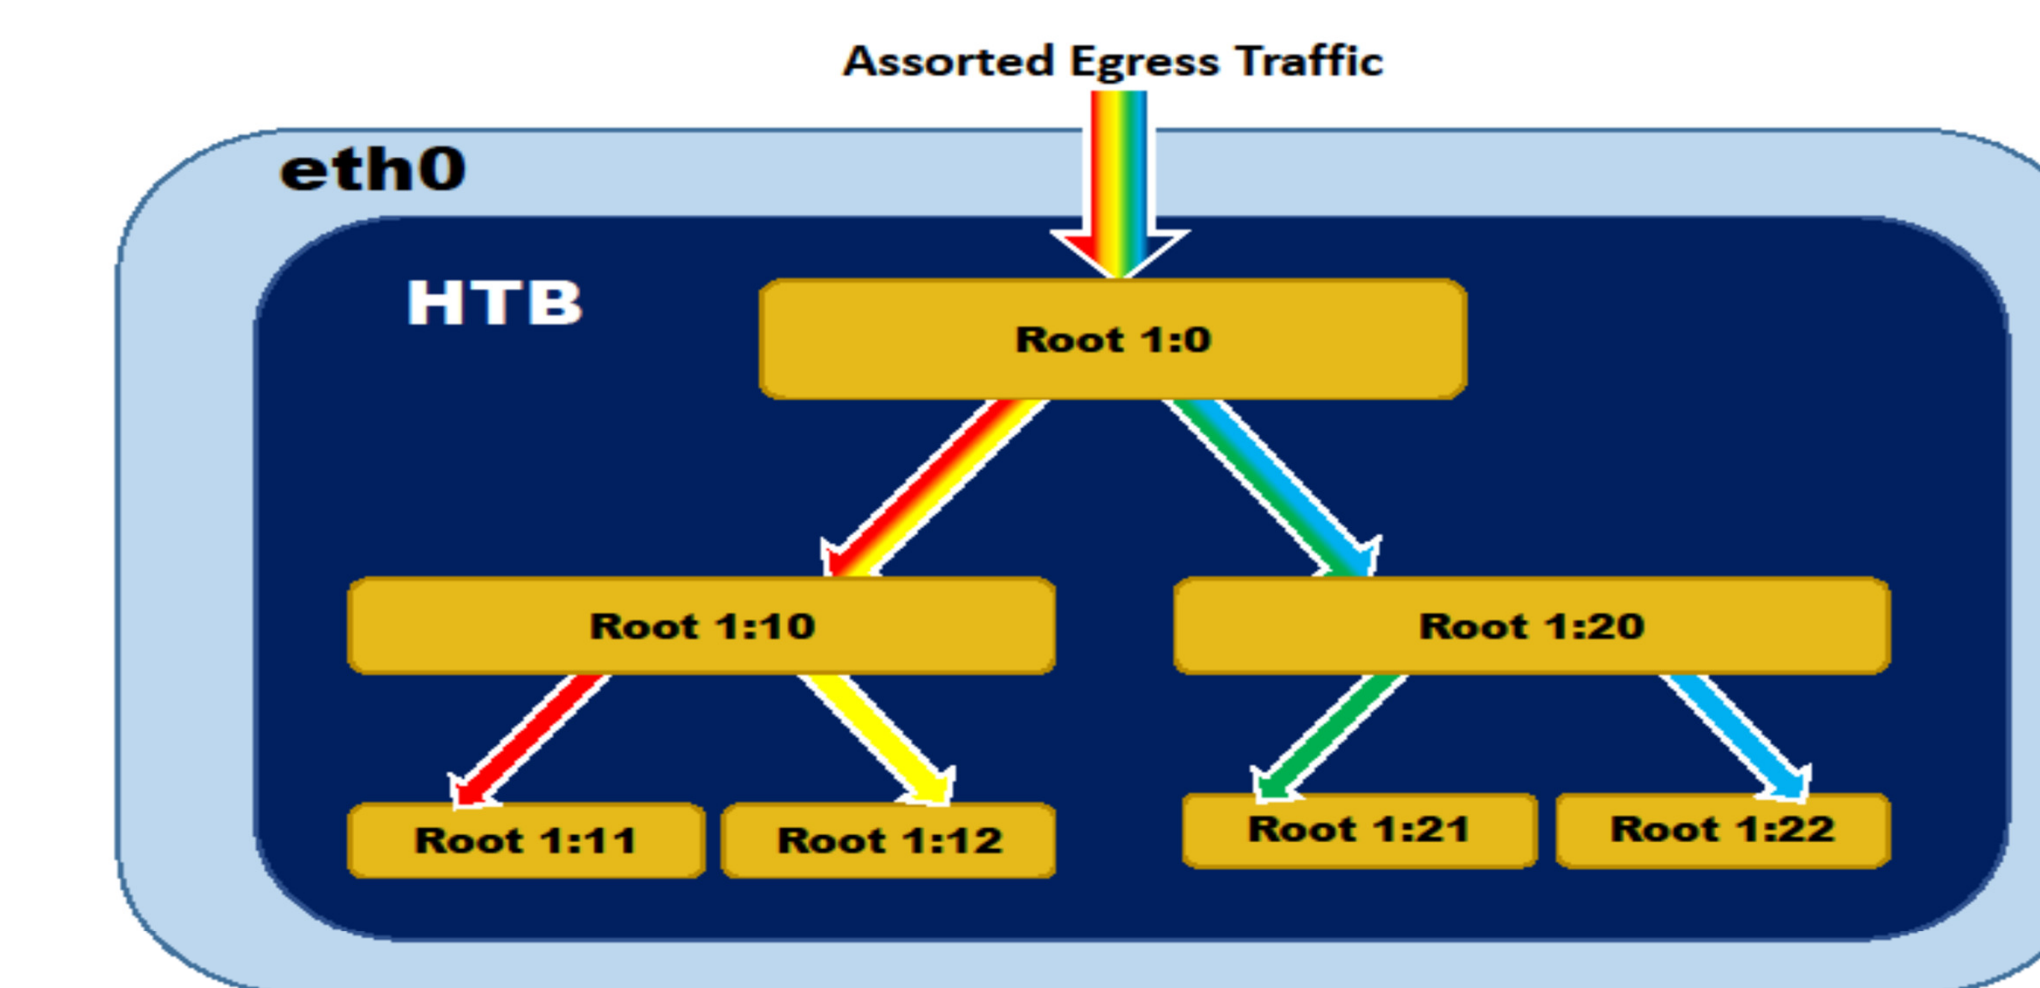 Assorted Egress Traffic
eth0
HTB
Root 1:0
Root 1:10
Root 1:20
Root 1:11
Root 1:12
Root 1:21
Root 1:22